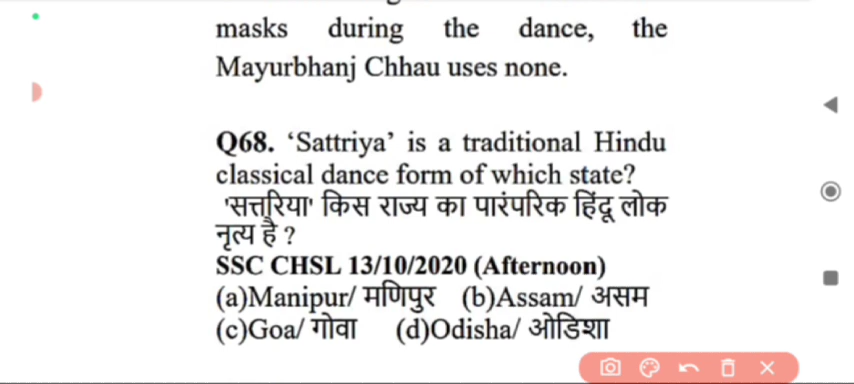 masks during the dance, the
Mayurbhanj Chhau uses none.
Q68. ‘Sattriya’ is a traditional Hindu
classical dance form of which state?
'सत्तरिया' किस राज्य का पारंपरिक हिंदू लोक
नृत्य है ?
SSC CHSL 13/10/2020 (Afternoon)
(a)Manipur/ मणिपुर (b)Assam/ असम
(c)Goa/ गोवा (d)Odisha/ ओडिशा